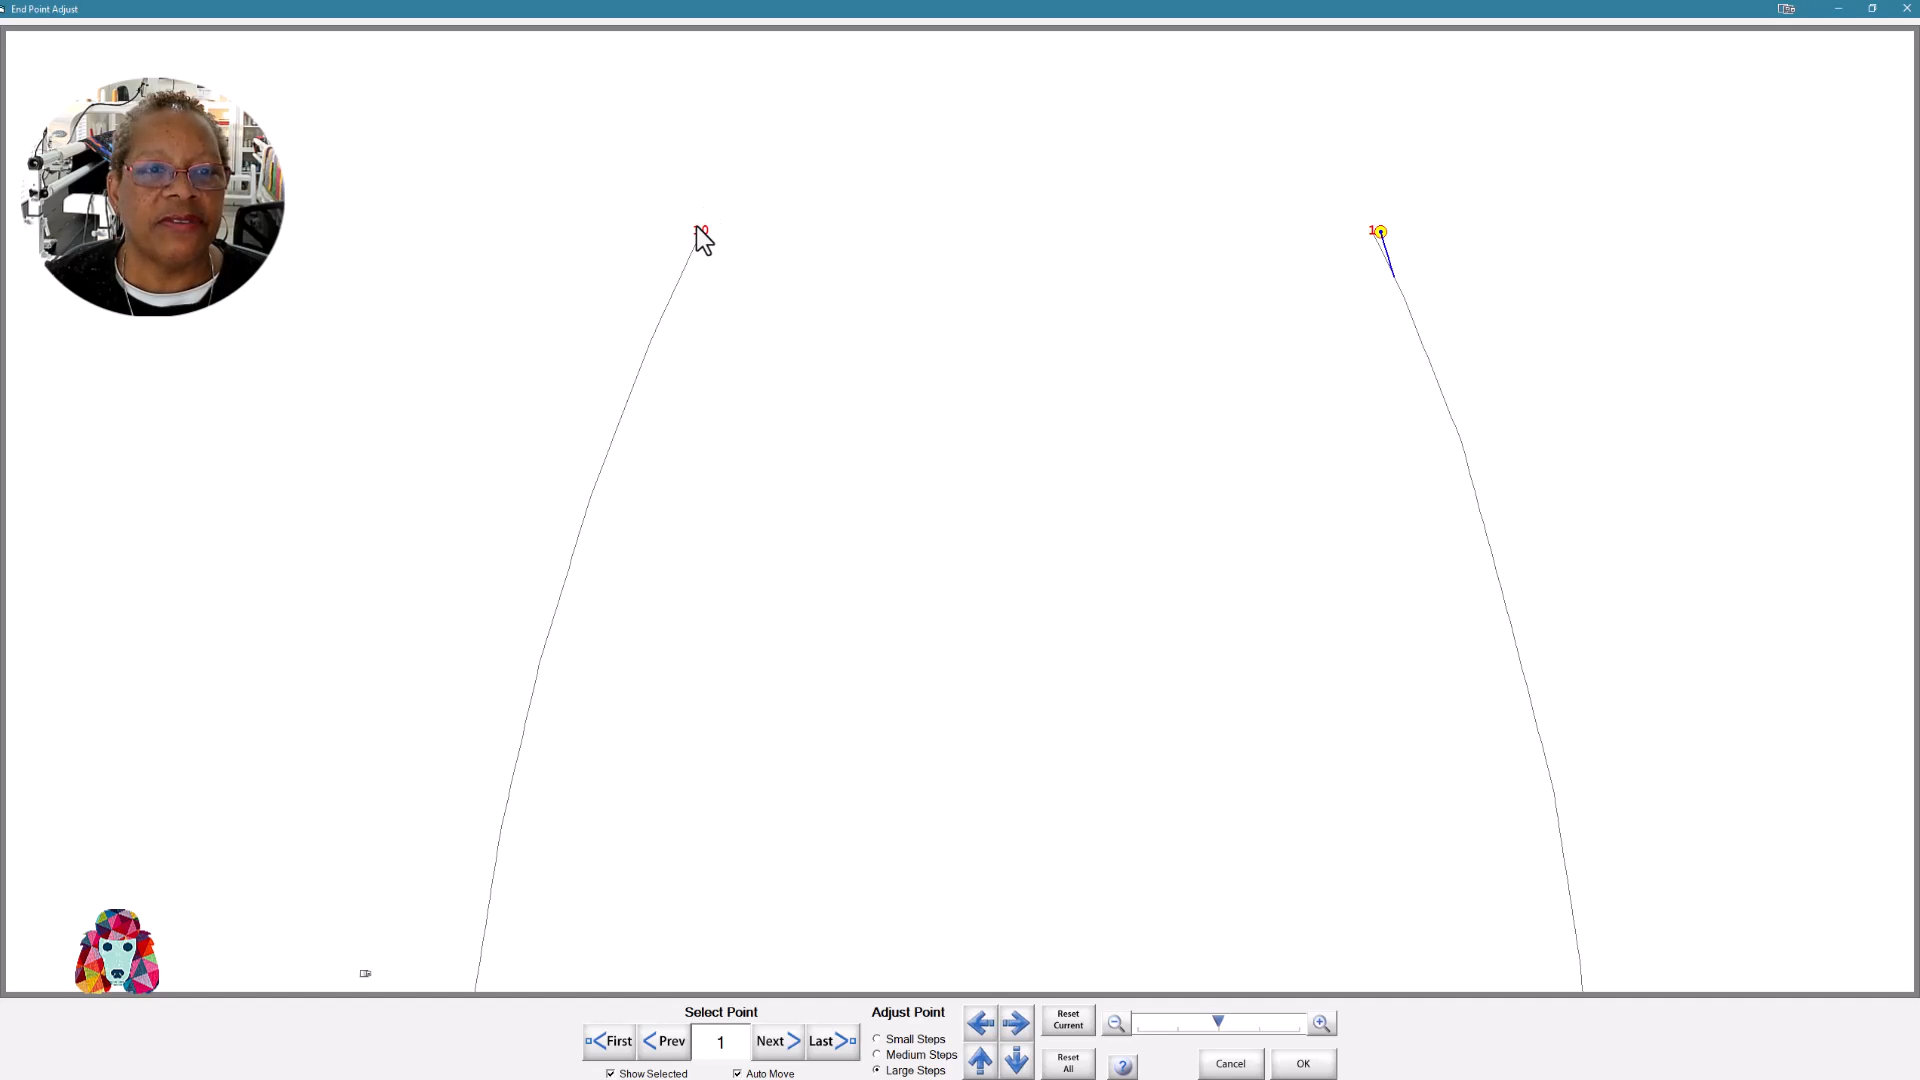 End Point Adjust
1
Select Point
<First
<Prev
1
Next >
Last>
Show Selected
Auto Move
Adjust Point
Small Steps
Medium Steps
Large Steps
Reset
Current
Reset
All
?
Cancel
OK